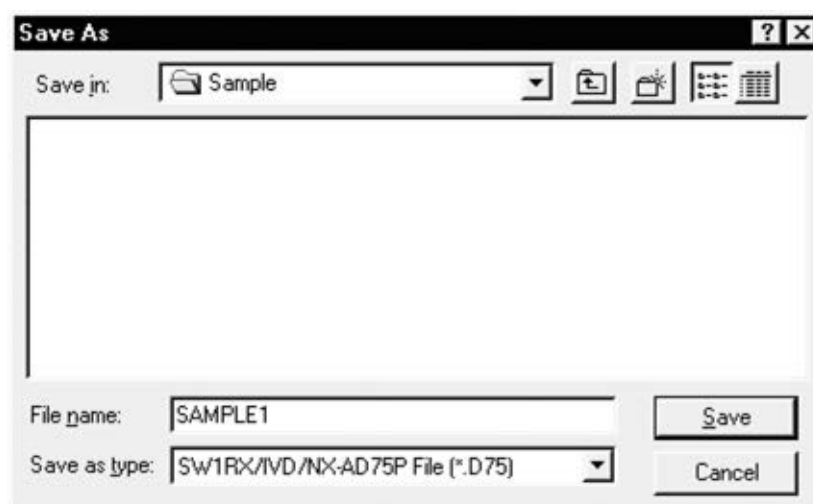 Save As
Save in: Sample
File name: SAMPLE1
Save
Save as type: SW1RX/IVD/NX-AD75P File (*.D75)
Cancel